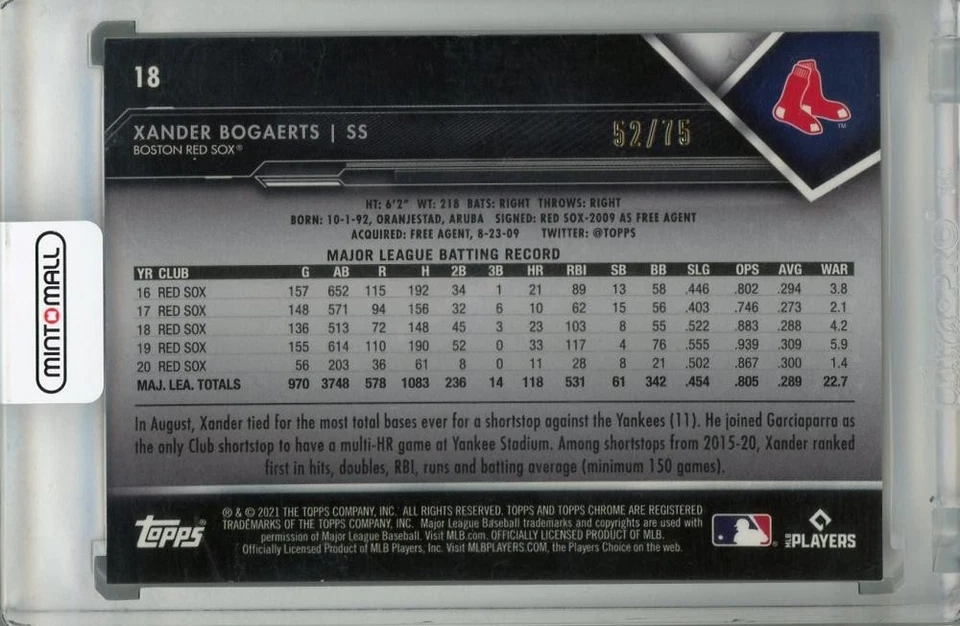 18
XANDER BOGAERTS | SS
BOSTON RED SOX®
52/75
TM
HT: 6'2" WT: 218 BATS: RIGHT THROWS: RIGHT
BORN: 10-1-92, ORANJESTAD, ARUBA SIGNED: RED SOX-2009 AS FREE AGENT
ACQUIRED: FREE AGENT, 8-23-09 TWITTER: @TOPPS
MAJOR LEAGUE BATTING RECORD
YR CLUB G AB R H 2B 3B HR RBI SB BB SLG OPS AVG WAR
16 RED SOX 157 652 115 192 34 1 21 89 13 58 .446 .802 .294 3.8
17 RED SOX 148 571 94 156 32 6 10 62 15 56 .403 .746 .273 2.1
18 RED SOX 136 513 72 148 45 3 23 103 8 55 .522 .883 .288 4.2
19 RED SOX 155 614 110 190 52 0 33 117 4 76 .555 .939 .309 5.9
20 RED SOX 56 203 36 61 8 0 11 28 8 21 .502 .867 .300 1.4
MAJ. LEA. TOTALS 970 3748 578 1083 236 14 118 531 61 342 .454 .805 .289 22.7
In August, Xander tied for the most total bases ever for a shortstop against the Yankees (11). He joined Garciaparra as
the only Club shortstop to have a multi-HR game at Yankee Stadium. Among shortstops from 2015-20, Xander ranked
first in hits, doubles, RBI, runs and batting average (minimum 150 games).
topps®
® & © 2021 THE TOPPS COMPANY, INC. ALL RIGHTS RESERVED. TOPPS AND TOPPS CHROME ARE REGISTERED
TRADEMARKS OF THE TOPPS COMPANY, INC. Major League Baseball trademarks and copyrights are used with
permission of Major League Baseball. Visit MLB.com. OFFICIALLY LICENSED PRODUCT OF MLB.
Officially Licensed Product of MLB Players, Inc. Visit MLBPLAYERS.COM, the Players Choice on the web.
MLB PLAYERS
MINTOMALL